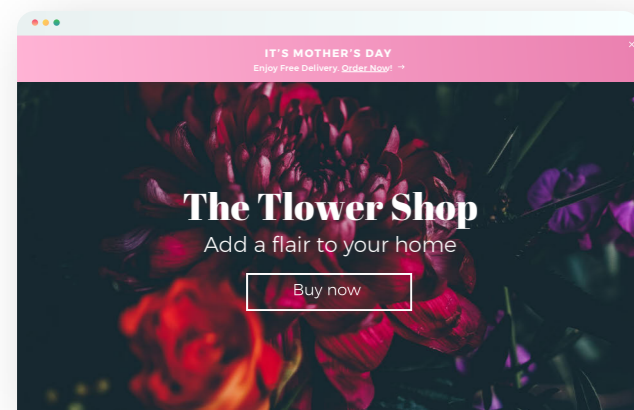 IT'S MOTHER'S DAY
Enjoy Free Delivery. Order Now! →
The Tlower Shop
Add a flair to your home
Buy now